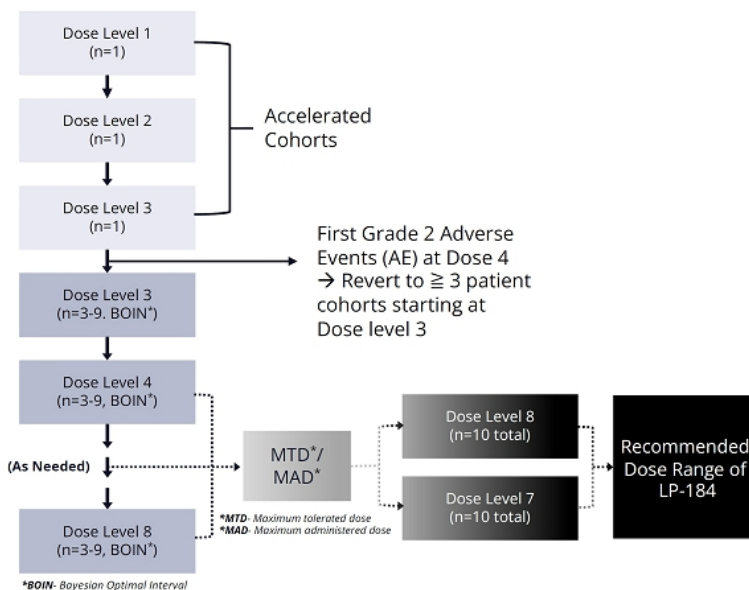 Dose Level 1
(n=1)
Dose Level 2
(n=1)
Dose Level 3
(n=1)
Accelerated
Cohorts
First Grade 2 Adverse
Events (AE) at Dose 4
→ Revert to ≧ 3 patient
cohorts starting at
Dose level 3
Dose Level 3
(n=3-9. BOIN*)
Dose Level 4
(n=3-9, BOIN*)
(As Needed)
Dose Level 8
(n=3-9, BOIN*)
*BOIN- Bayesian Optimal Interval
MTD*/
MAD*
*MTD- Maximum tolerated dose
*MAD- Maximum administered dose
Dose Level 8
(n=10 total)
Dose Level 7
(n=10 total)
Recommended
Dose Range of
LP-184